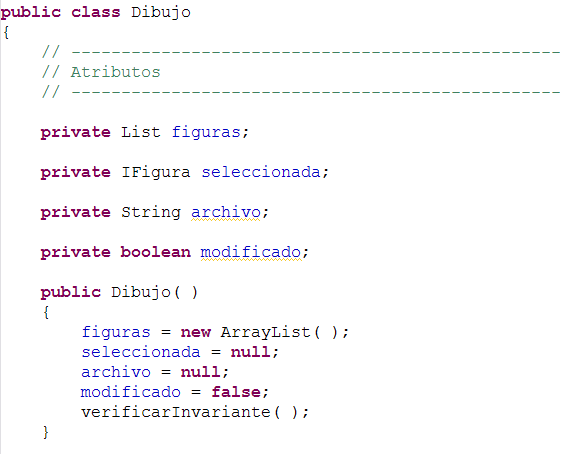 public class Dibujo
{
// -------------------------------------------------
// Atributos
// -------------------------------------------------
private List figuras;
private IFigura seleccionada;
private String archivo;
private boolean modificado;
public Dibujo( )
{
figuras = new ArrayList( );
seleccionada = null;
archivo = null;
modificado = false;
verificarInvariante( );
}